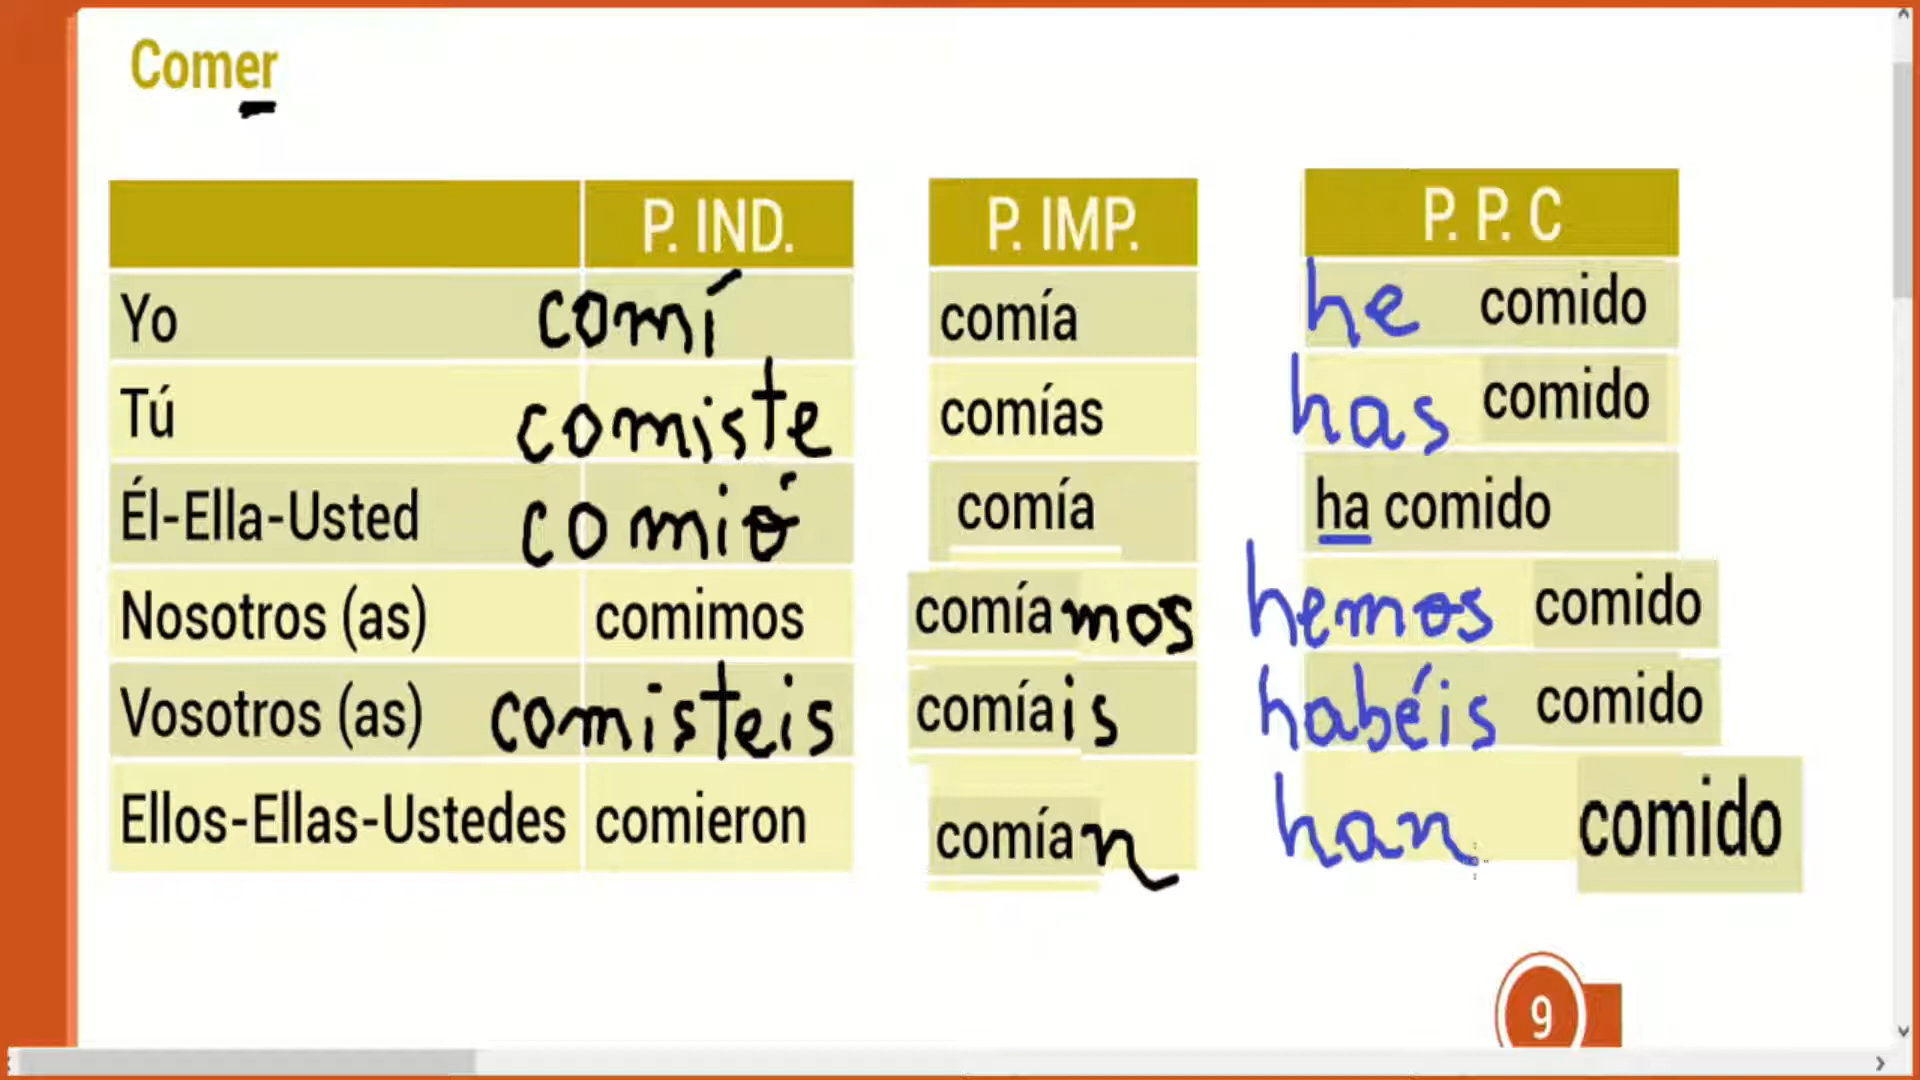 Comer
P. IND. P. IMP. P. P. C
Yo comí comía he comido
Tú comiste comías has comido
Él-Ella-Usted comió comía ha comido
Nosotros (as) comimos comíamos hemos comido
Vosotros (as) comisteis comíais habéis comido
Ellos-Ellas-Ustedes comieron comían han comido
9